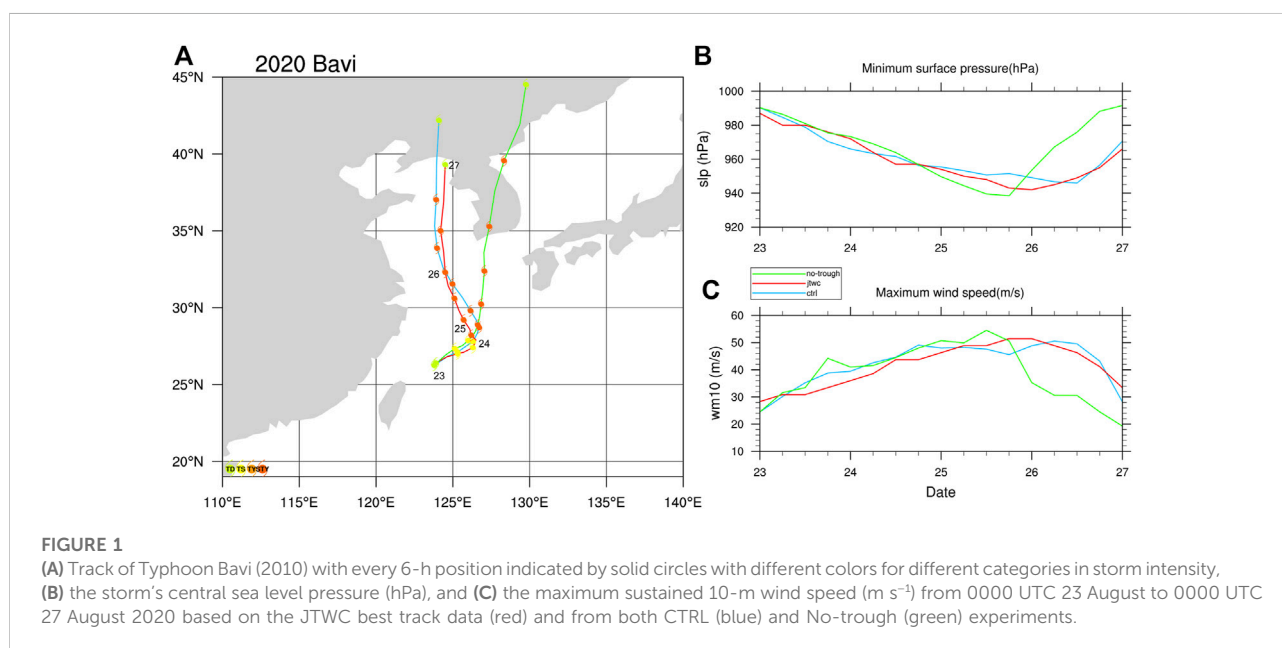 A
2020 Bavi
45°N
40°N
35°N
30°N
25°N
20°N
110°E
115°E
120°E
125°E
130°E
135°E
140°E
27
26
25
24
23
TD TS TY STY
B
Minimum surface pressure(hPa)
slp (hPa)
1000
980
960
940
920
23
24
25
26
27
no-trough
jtwc
ctrl
C
Maximum wind speed(m/s)
wm10 (m/s)
60
50
40
30
20
10
23
24
25
26
27
Date
FIGURE 1
(A) Track of Typhoon Bavi (2010) with every 6-h position indicated by solid circles with different colors for different categories in storm intensity,
(B) the storm's central sea level pressure (hPa), and (C) the maximum sustained 10-m wind speed (m s⁻¹) from 0000 UTC 23 August to 0000 UTC
27 August 2020 based on the JTWC best track data (red) and from both CTRL (blue) and No-trough (green) experiments.